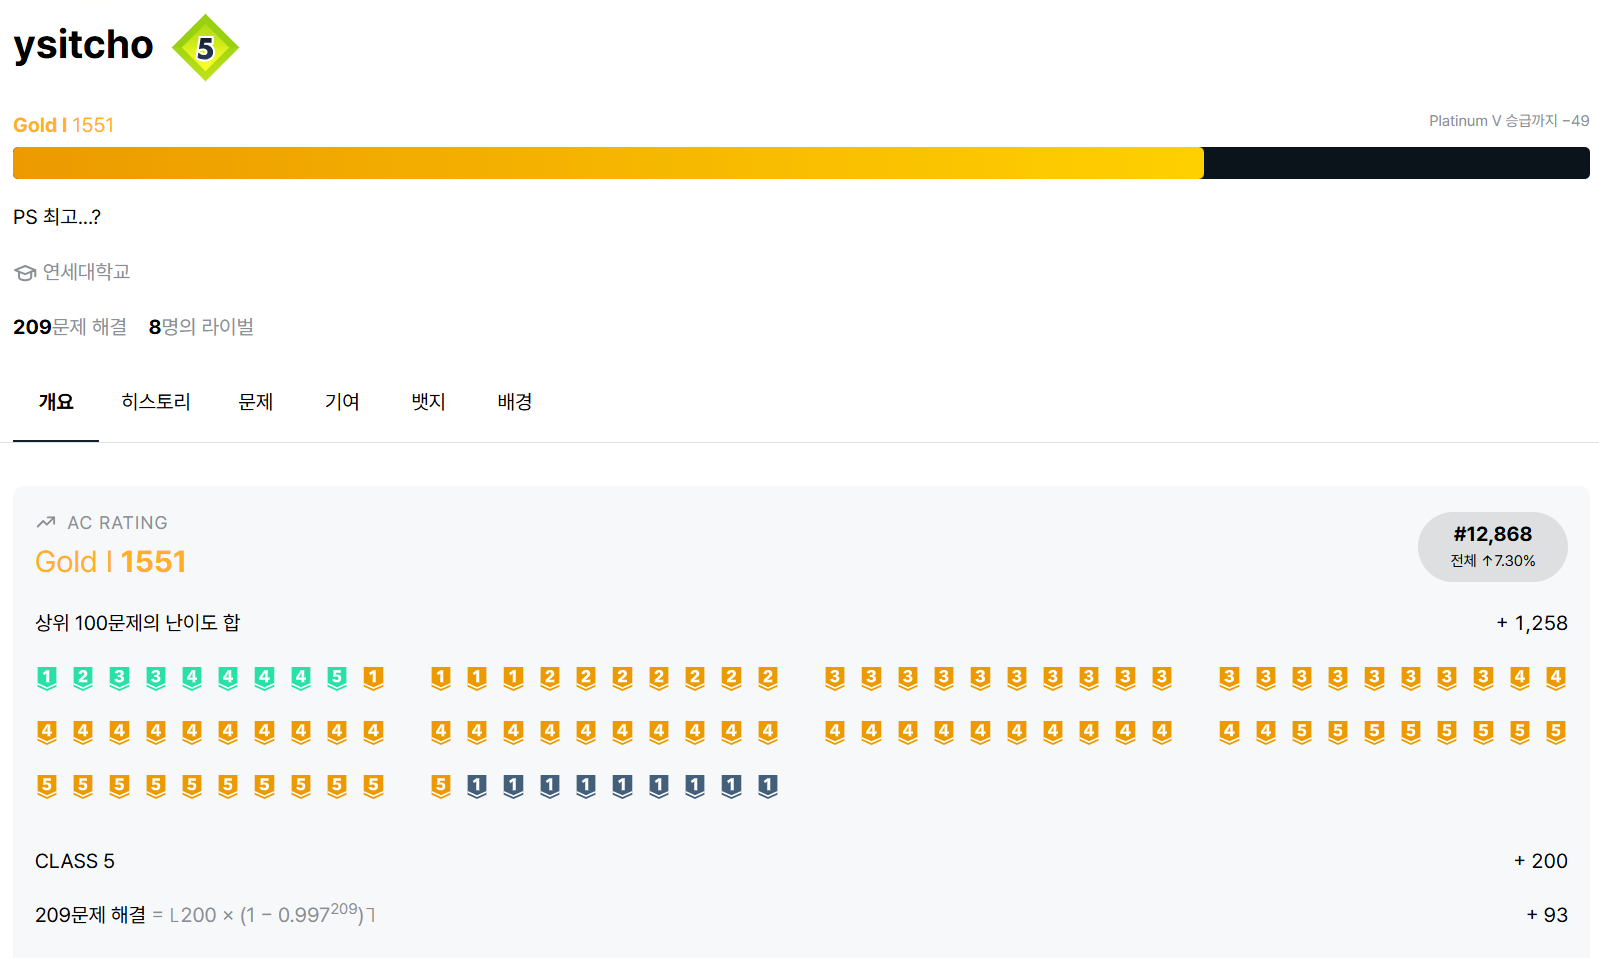 ysitcho 5
Gold I 1551
Platinum V 승급까지 −49
PS 최고...?
연세대학교
209문제 해결 8명의 라이벌
개요 히스토리 문제 기여 뱃지 배경
AC RATING
Gold I 1551
#12,868
전체 ↑7.30%
상위 100문제의 난이도 합 + 1,258
1 2 3 3 4 4 4 4 5 1 1 1 1 2 2 2 2 2 2 2 3 3 3 3 3 3 3 3 3 3 3 3 3 3 3 3 3 3 4 4
4 4 4 4 4 4 4 4 4 4 4 4 4 4 4 4 4 4 4 4 4 4 4 4 4 4 4 4 4 4 4 4 5 5 5 5 5 5 5 5
5 5 5 5 5 5 5 5 5 5 5 1 1 1 1 1 1 1 1 1
CLASS 5 + 200
209문제 해결 = ⌊200 × (1 − 0.997²⁰⁹)⌉ + 93